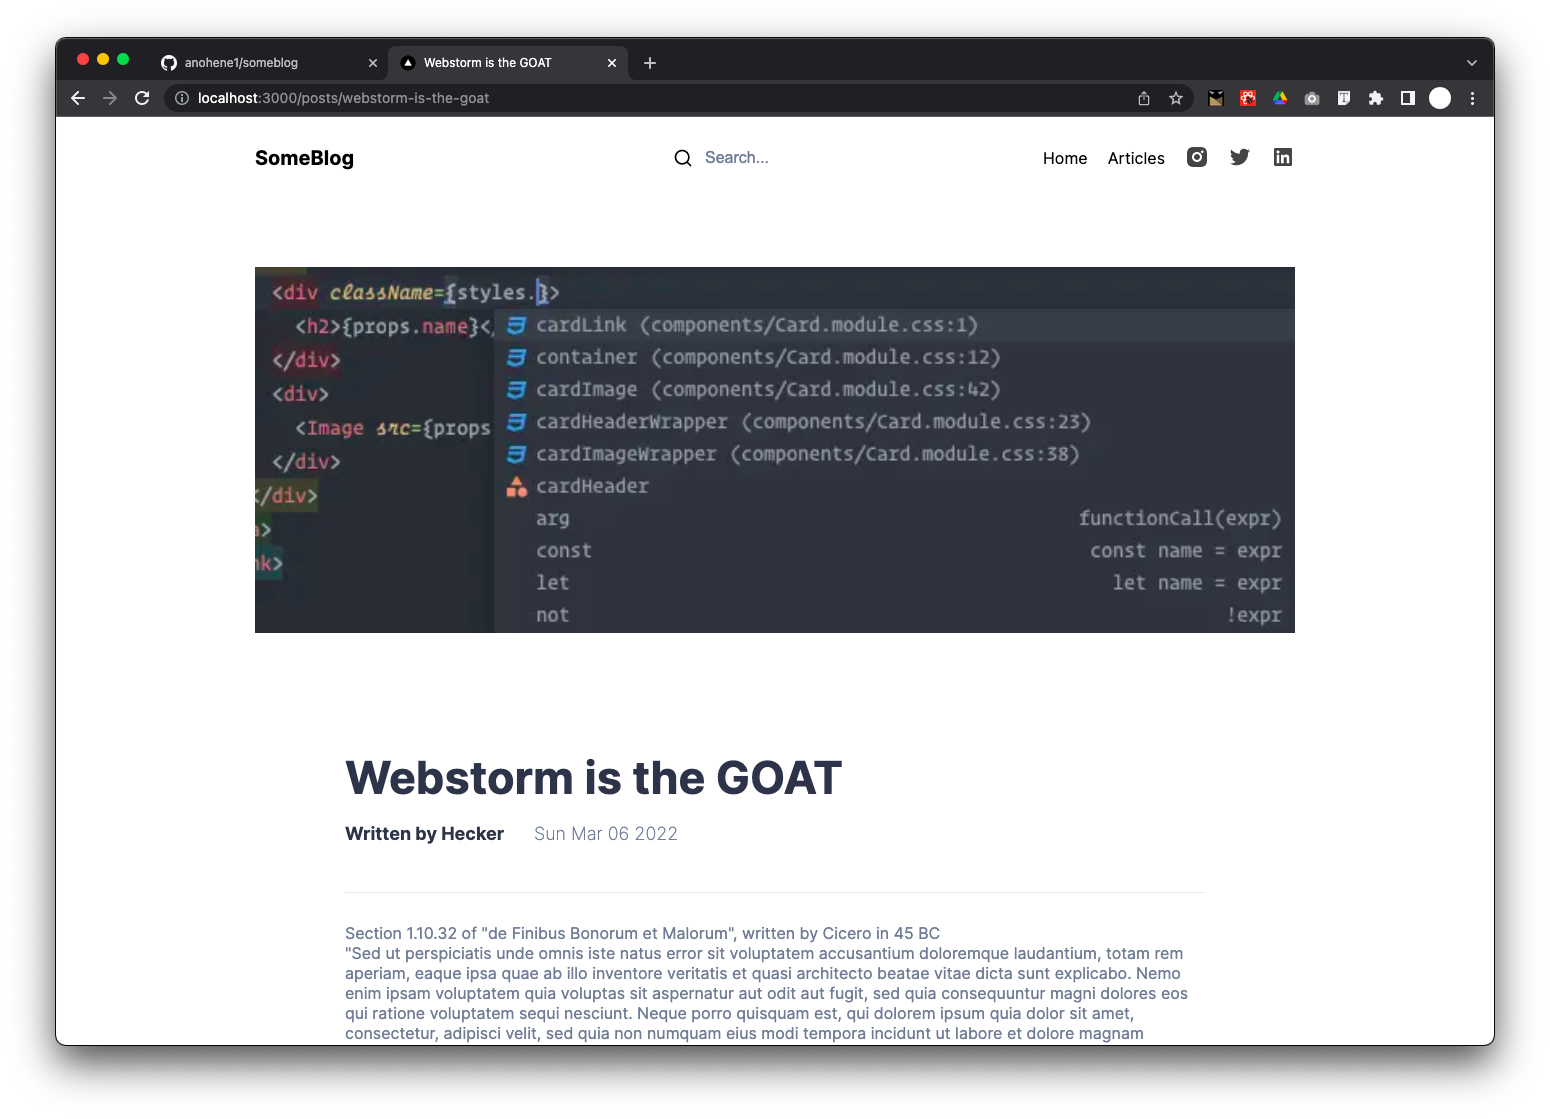 anohene1/someblog
Webstorm is the GOAT
localhost:3000/posts/webstorm-is-the-goat
SomeBlog
Search...
Home
Articles
<div className={styles.}>
<h2>{props.name}</
</div>
<div>
<Image src={props
</div>
</div>
a>
nk>
cardLink (components/Card.module.css:1)
container (components/Card.module.css:12)
cardImage (components/Card.module.css:42)
cardHeaderWrapper (components/Card.module.css:23)
cardImageWrapper (components/Card.module.css:38)
cardHeader
arg functionCall(expr)
const const name = expr
let let name = expr
not !expr
Webstorm is the GOAT
Written by Hecker Sun Mar 06 2022
Section 1.10.32 of "de Finibus Bonorum et Malorum", written by Cicero in 45 BC
"Sed ut perspiciatis unde omnis iste natus error sit voluptatem accusantium doloremque laudantium, totam rem
aperiam, eaque ipsa quae ab illo inventore veritatis et quasi architecto beatae vitae dicta sunt explicabo. Nemo
enim ipsam voluptatem quia voluptas sit aspernatur aut odit aut fugit, sed quia consequuntur magni dolores eos
qui ratione voluptatem sequi nesciunt. Neque porro quisquam est, qui dolorem ipsum quia dolor sit amet,
consectetur, adipisci velit, sed quia non numquam eius modi tempora incidunt ut labore et dolore magnam